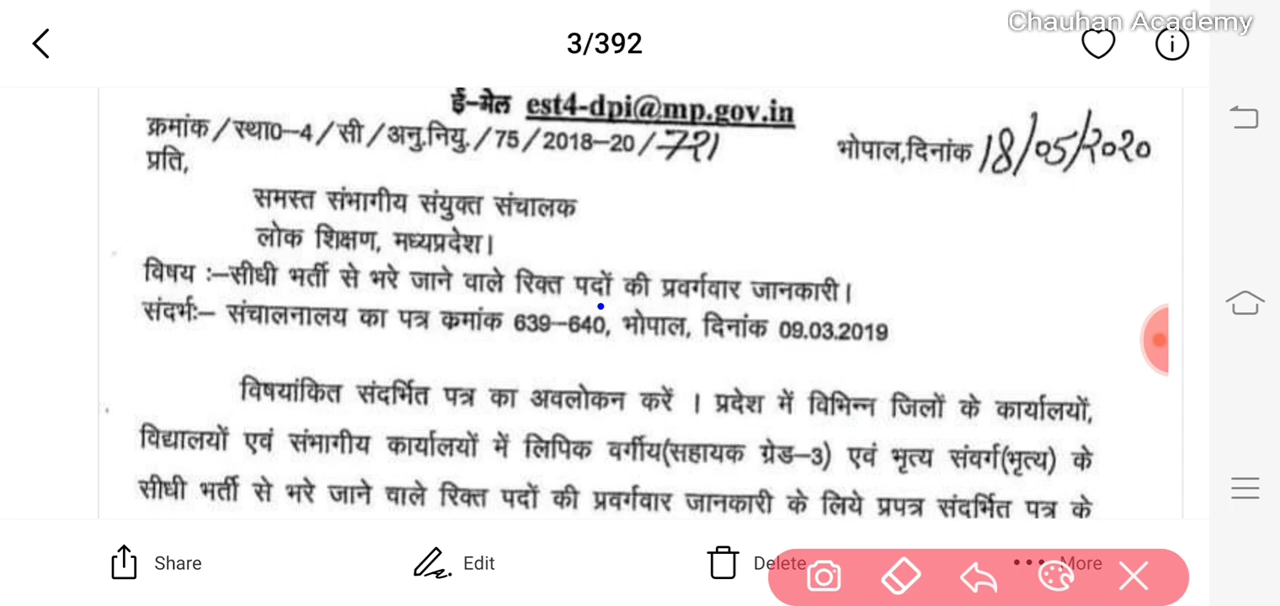 Chauhan Academy
3/392
ई-मेल est4-dpi@mp.gov.in
क्रमांक/स्था0-4/सी/अनु.नियु./75/2018-20/721
भोपाल,दिनांक 18/05/2020
प्रति,
समस्त संभागीय संयुक्त संचालक
लोक शिक्षण, मध्यप्रदेश।
विषय :-सीधी भर्ती से भरे जाने वाले रिक्त पदों की प्रवर्गवार जानकारी।
संदर्भः- संचालनालय का पत्र कमांक 639-640, भोपाल, दिनांक 09.03.2019
विषयांकित संदर्भित पत्र का अवलोकन करें । प्रदेश में विभिन्न जिलों के कार्यालयों,
विद्यालयों एवं संभागीय कार्यालयों में लिपिक वर्गीय(सहायक ग्रेड-3) एवं भृत्य संवर्ग(भृत्य) के
सीधी भर्ती से भरे जाने वाले रिक्त पदों की प्रवर्गवार जानकारी के लिये प्रपत्र संदर्भित पत्र के
Share
Edit
Delete
More